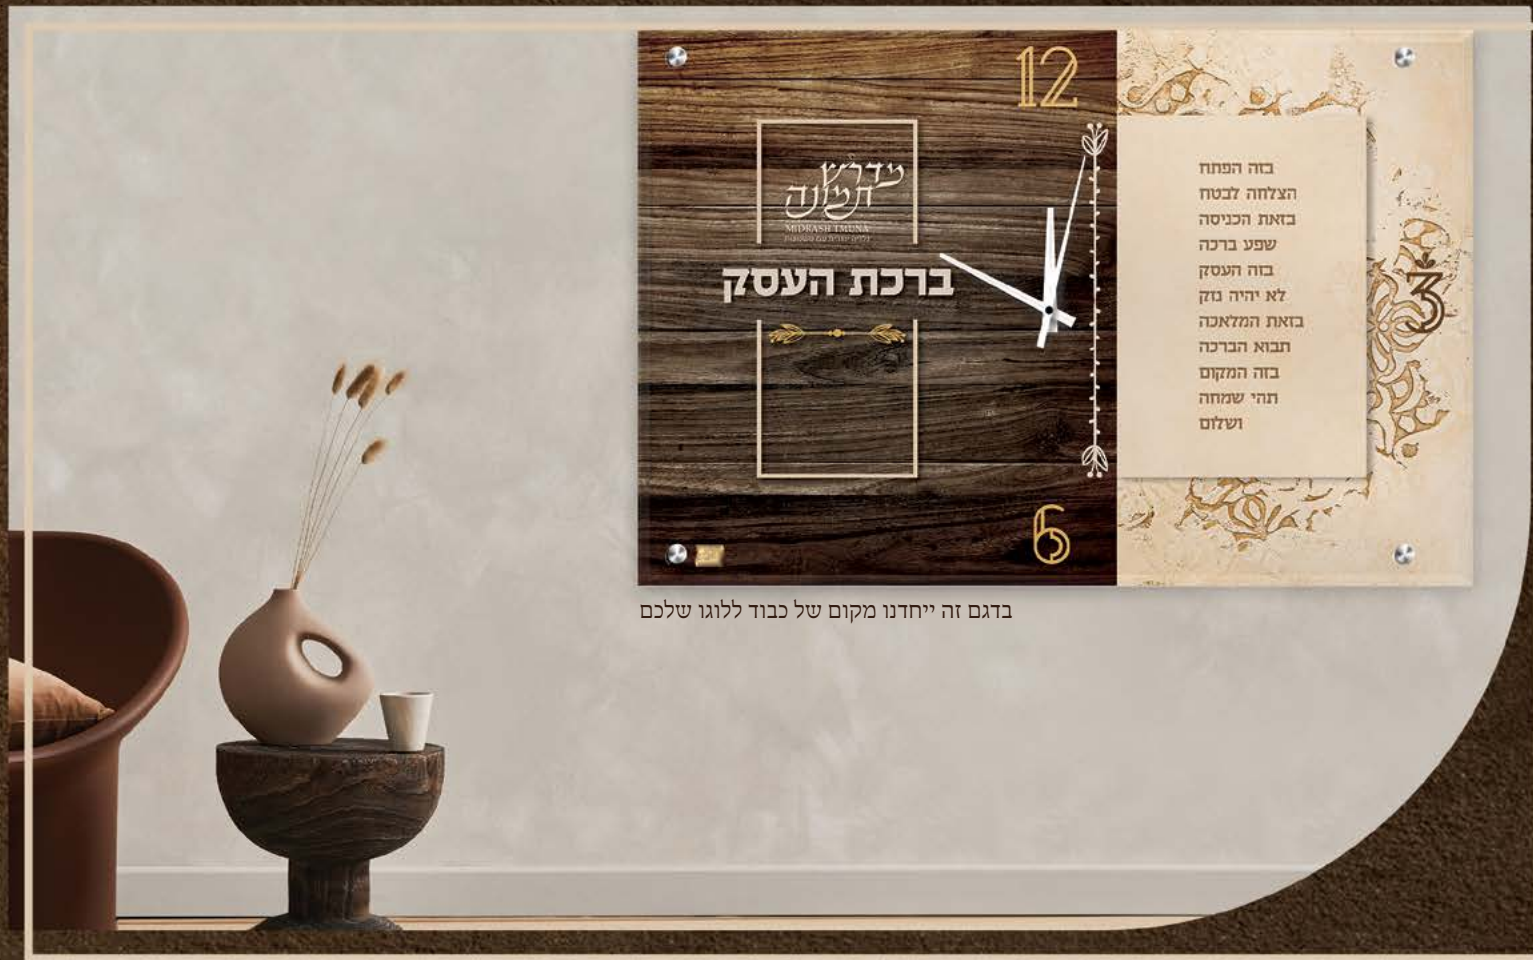 12
מדרש
תמונה
MIDRASH TMUNA
ברכת העסק
בזה הפתח
הצלחה לבטח
בזאת הכניסה
שפע ברכה
בזה העסק
לא יהיה נזק
בזאת המלאכה
תבוא הברכה
בזה המקום
תהי שמחה
ושלום
3
6
בדגם זה ייחדנו מקום של כבוד ללוגו שלכם